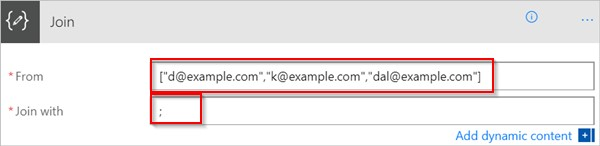 Join
* From ["d@example.com","k@example.com","dal@example.com"]
* Join with ;
Add dynamic content